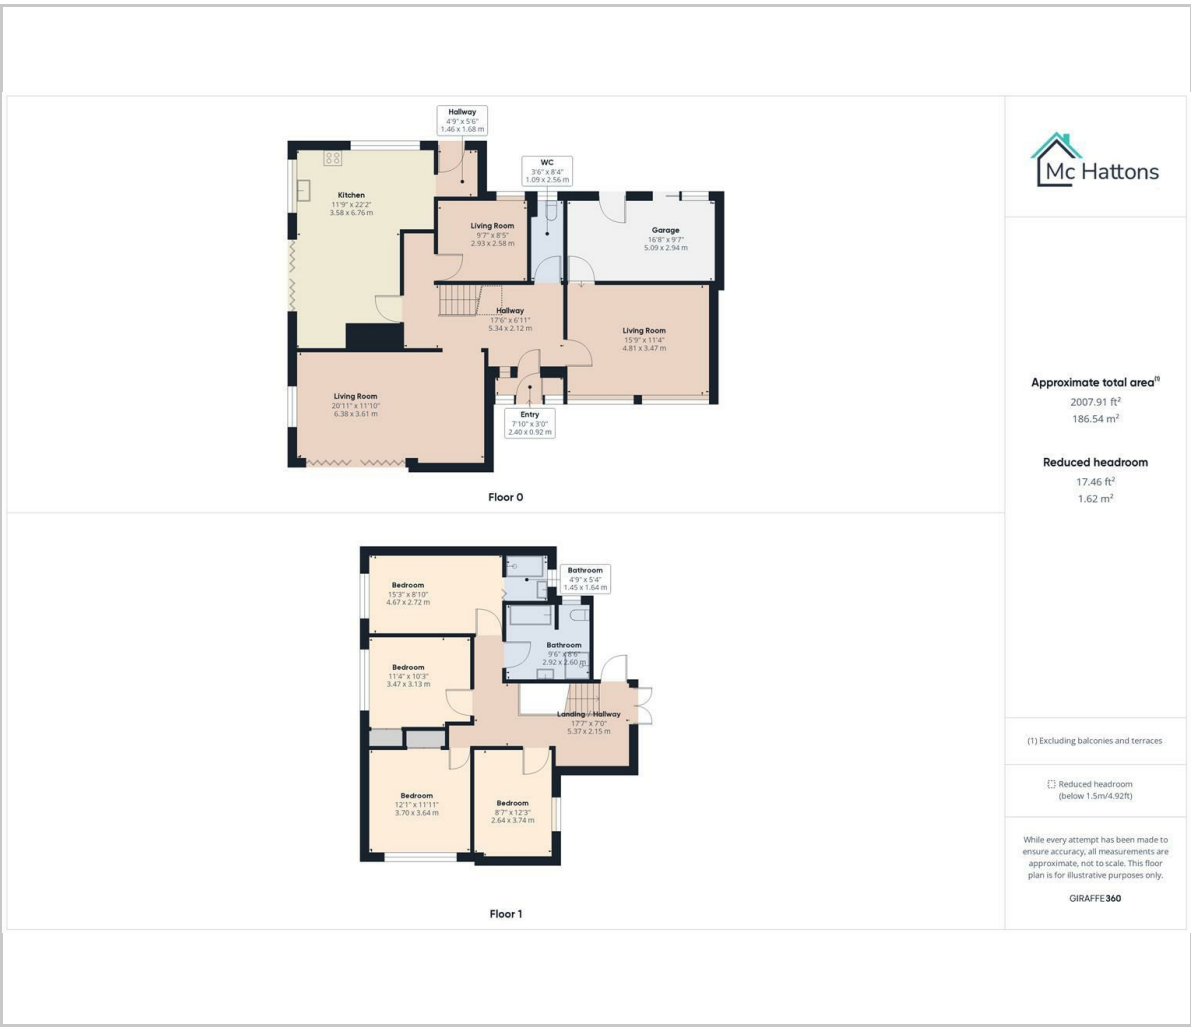 Hallway
4'9" x 5'6"
1.46 x 1.68 m
WC
3'6" x 8'4"
1.09 x 2.56 m
Kitchen
11'9" x 22'2"
3.58 x 6.76 m
Living Room
9'7" x 8'5"
2.93 x 2.58 m
Garage
16'8" x 9'7"
5.09 x 2.94 m
Hallway
17'6" x 6'11"
5.34 x 2.12 m
Living Room
15'9" x 11'4"
4.81 x 3.47 m
Living Room
20'11" x 11'10"
6.38 x 3.61 m
Entry
7'10" x 3'0"
2.40 x 0.92 m
Floor 0
Bedroom
15'3" x 8'10"
4.67 x 2.72 m
Bathroom
4'9" x 5'4"
1.45 x 1.64 m
Bathroom
9'6" x 8'6"
2.92 x 2.60 m
Bedroom
11'4" x 10'3"
3.47 x 3.13 m
Landing / Hallway
17'7" x 7'0"
5.37 x 2.15 m
Bedroom
12'1" x 11'11"
3.70 x 3.64 m
Bedroom
8'7" x 12'3"
2.64 x 3.74 m
Floor 1
Mc Hattons
Approximate total area(1)
2007.91 ft²
186.54 m²
Reduced headroom
17.46 ft²
1.62 m²
(1) Excluding balconies and terraces
Reduced headroom
(below 1.5m/4.92ft)
While every attempt has been made to
ensure accuracy, all measurements are
approximate, not to scale. This floor
plan is for illustrative purposes only.
GIRAFFE360